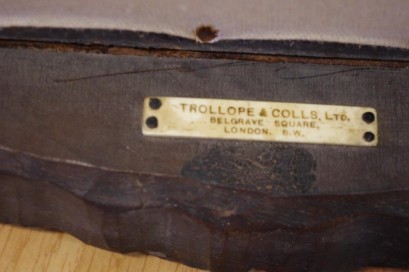 TROLLOPE & COLLS, LTD.
BELGRAVE SQUARE,
LONDON. S.W.